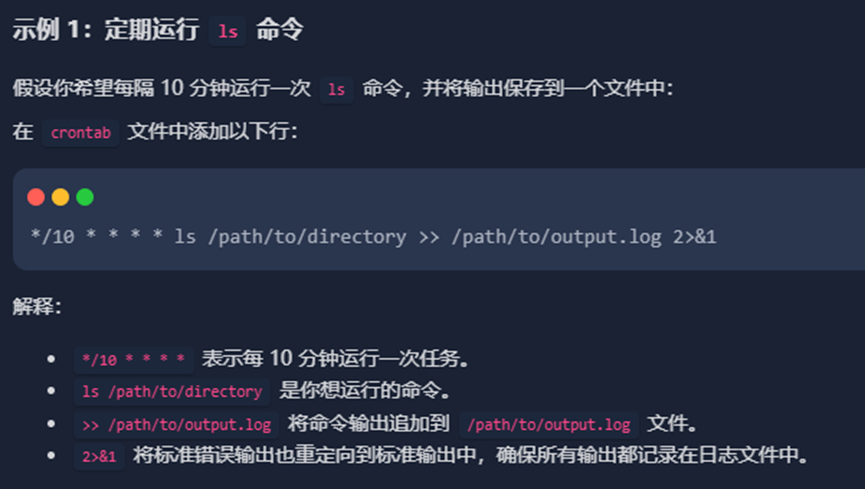 示例 1：定期运行 ls 命令
假设你希望每隔 10 分钟运行一次 ls 命令，并将输出保存到一个文件中：
在 crontab 文件中添加以下行：
*/10 * * * * ls /path/to/directory >> /path/to/output.log 2>&1
解释：
• */10 * * * * 表示每 10 分钟运行一次任务。
• ls /path/to/directory 是你想运行的命令。
• >> /path/to/output.log 将命令输出追加到 /path/to/output.log 文件。
• 2>&1 将标准错误输出也重定向到标准输出中，确保所有输出都记录在日志文件中。